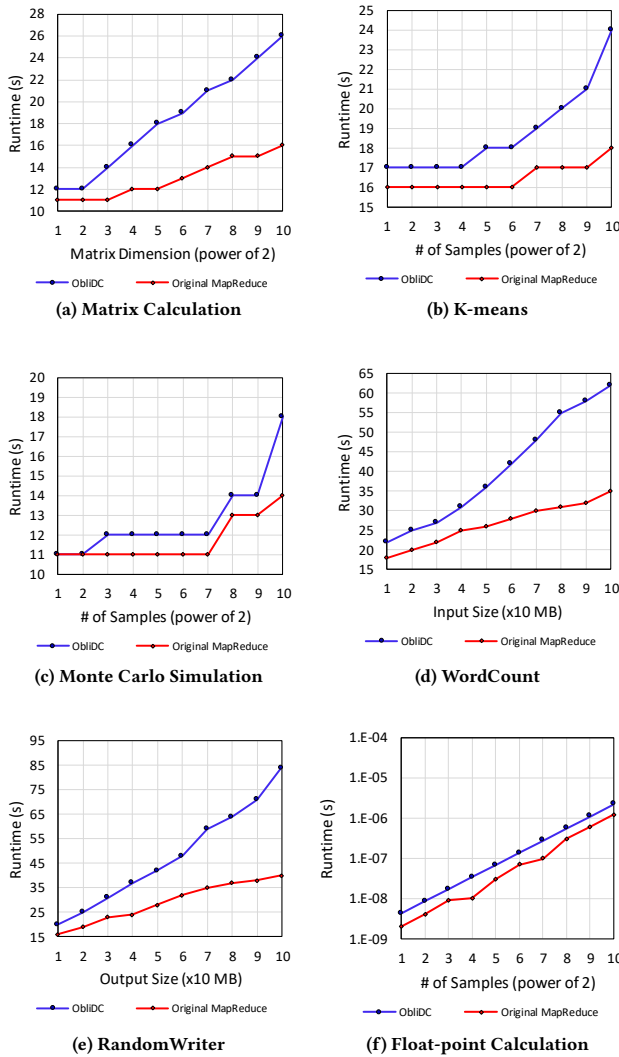 28
26
24
22
20
18
16
14
12
10
Runtime (s)
1 2 3 4 5 6 7 8 9 10
Matrix Dimension (power of 2)
ObliDC Original MapReduce
(a) Matrix Calculation
25
24
23
22
21
20
19
18
17
16
15
Runtime (s)
1 2 3 4 5 6 7 8 9 10
# of Samples (power of 2)
ObliDC Original MapReduce
(b) K-means
20
19
18
17
16
15
14
13
12
11
10
Runtime (s)
1 2 3 4 5 6 7 8 9 10
# of Samples (power of 2)
ObliDC Original MapReduce
(c) Monte Carlo Simulation
65
60
55
50
45
40
35
30
25
20
15
Runtime (s)
1 2 3 4 5 6 7 8 9 10
Input Size (x10 MB)
ObliDC Original MapReduce
(d) WordCount
95
85
75
65
55
45
35
25
15
Runtime (s)
1 2 3 4 5 6 7 8 9 10
Output Size (x10 MB)
ObliDC Original MapReduce
(e) RandomWriter
1.E-04
1.E-05
1.E-06
1.E-07
1.E-08
1.E-09
Runtime (s)
1 2 3 4 5 6 7 8 9 10
# of Samples (power of 2)
ObliDC Original MapReduce
(f) Float-point Calculation